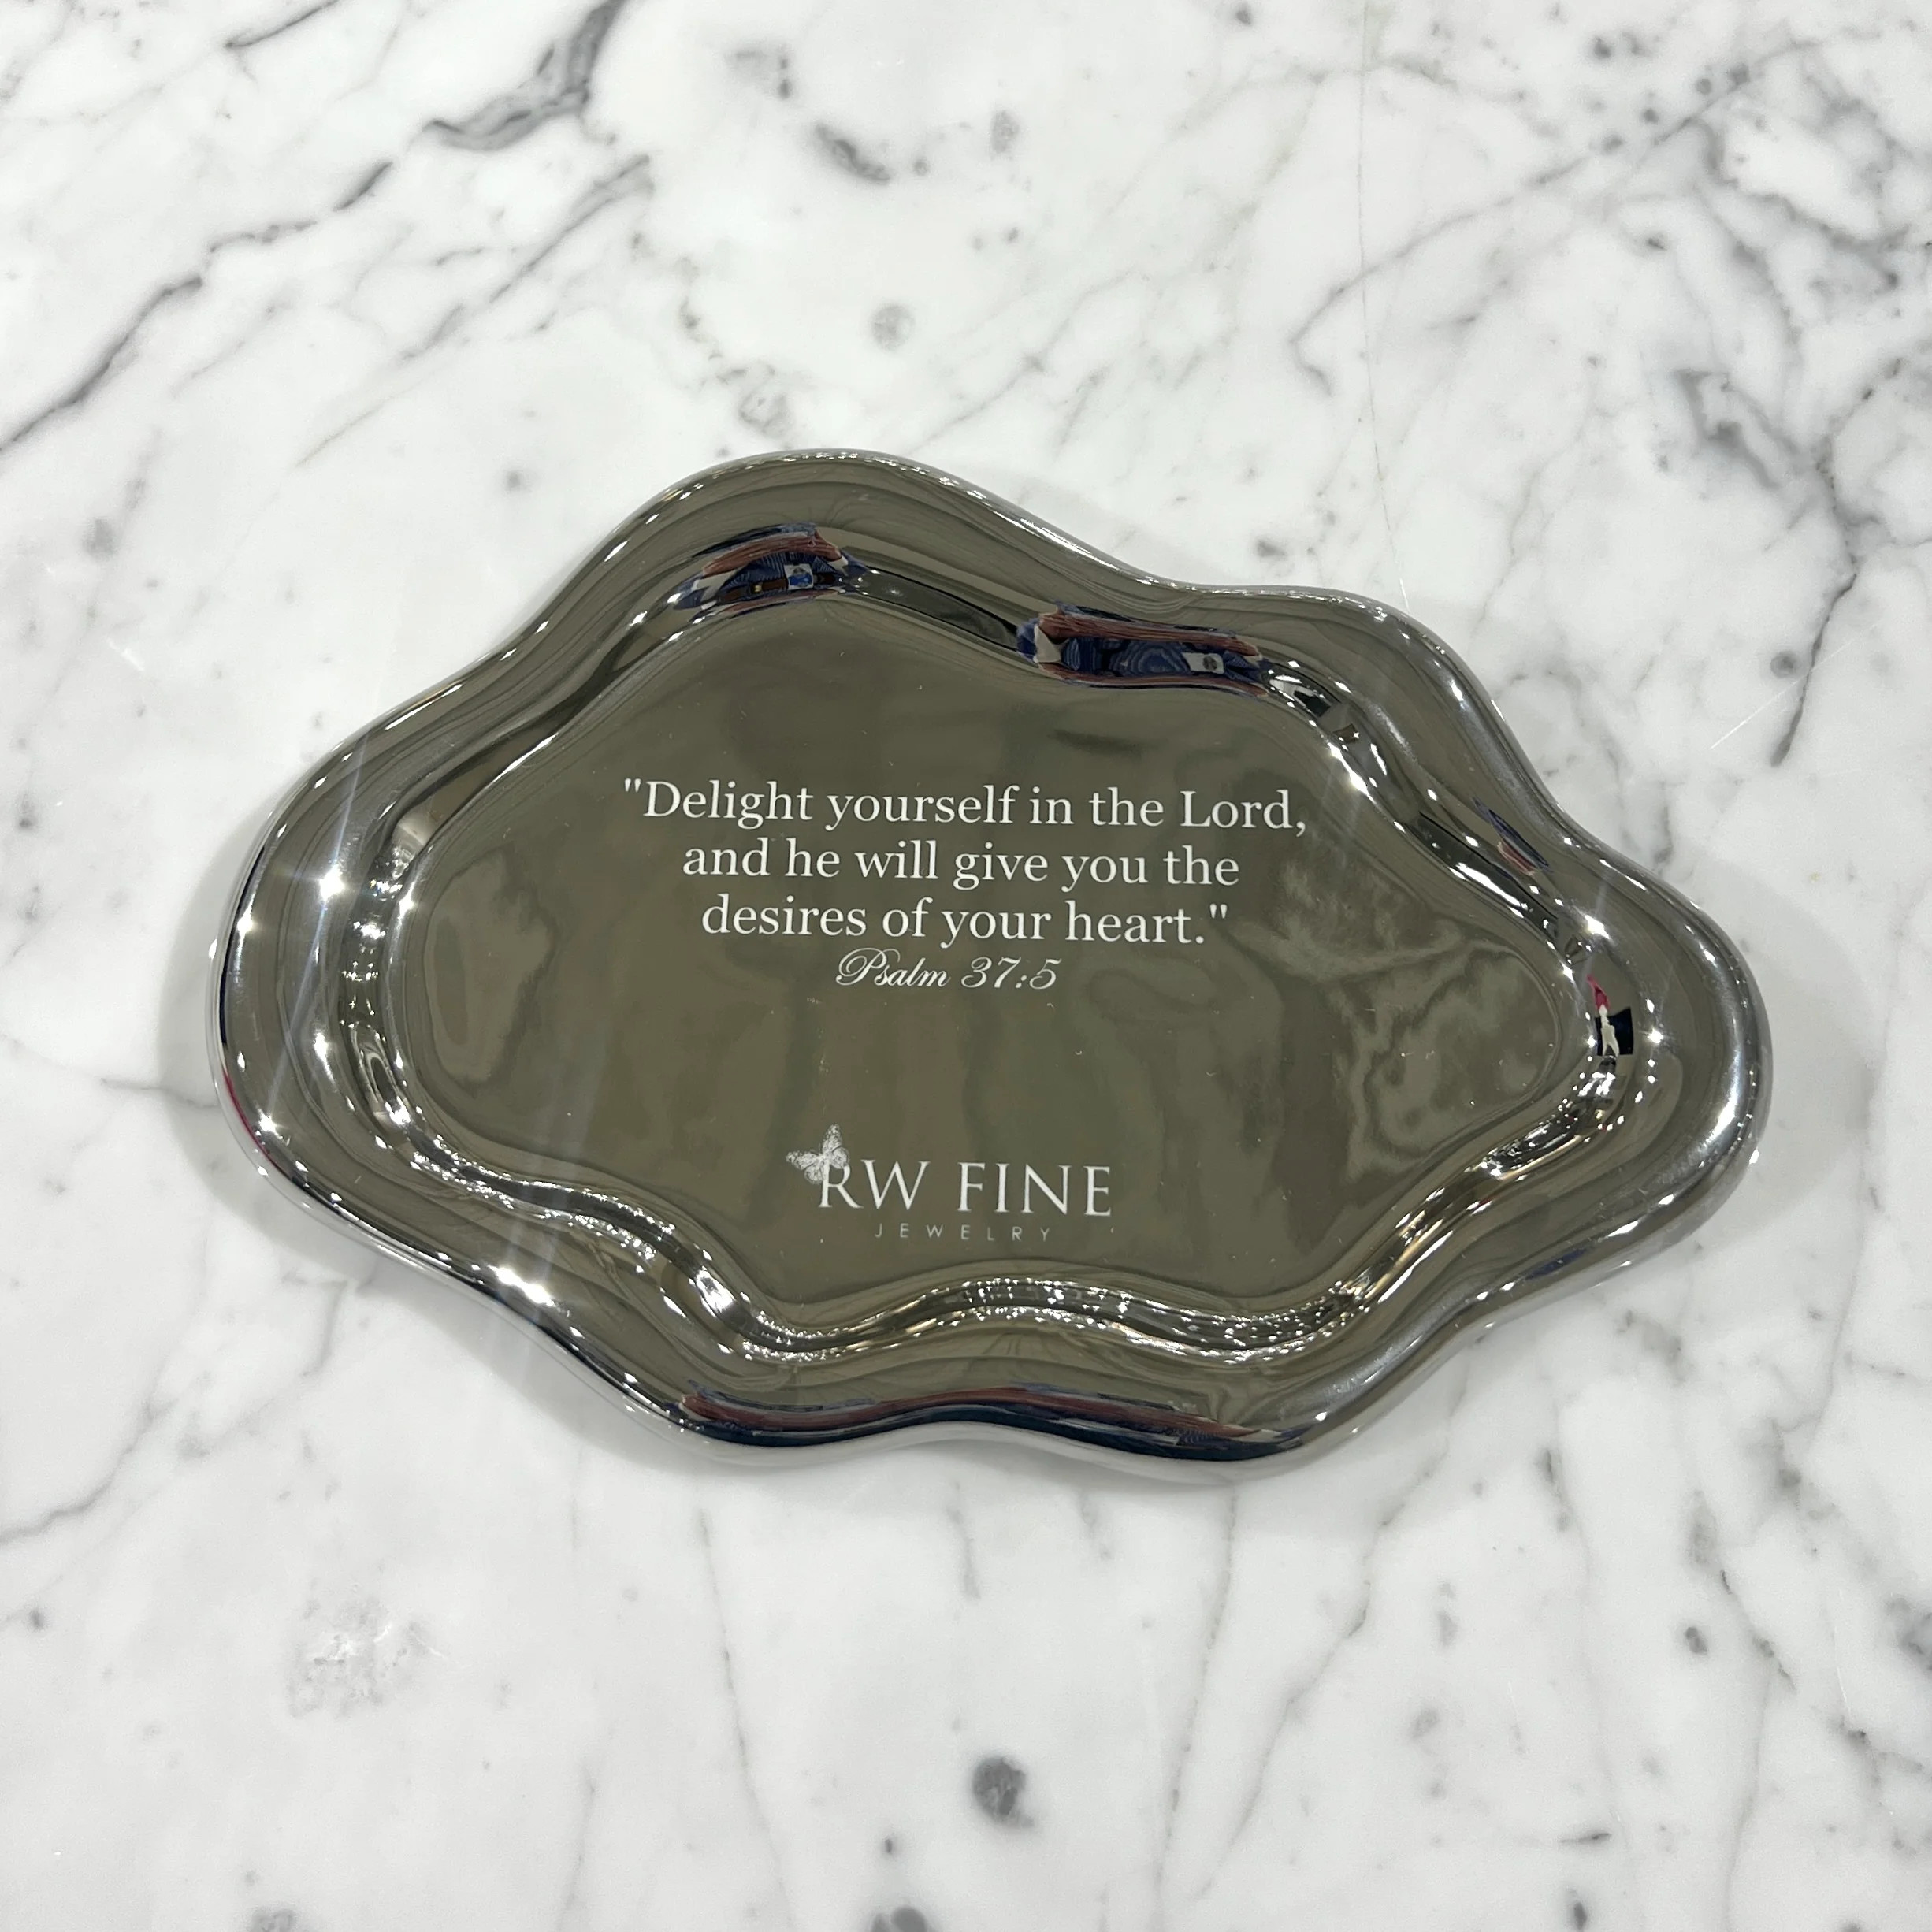 "Delight yourself in the Lord,
and he will give you the
desires of your heart."
Psalm 37:5
RW FINE
JEWELRY